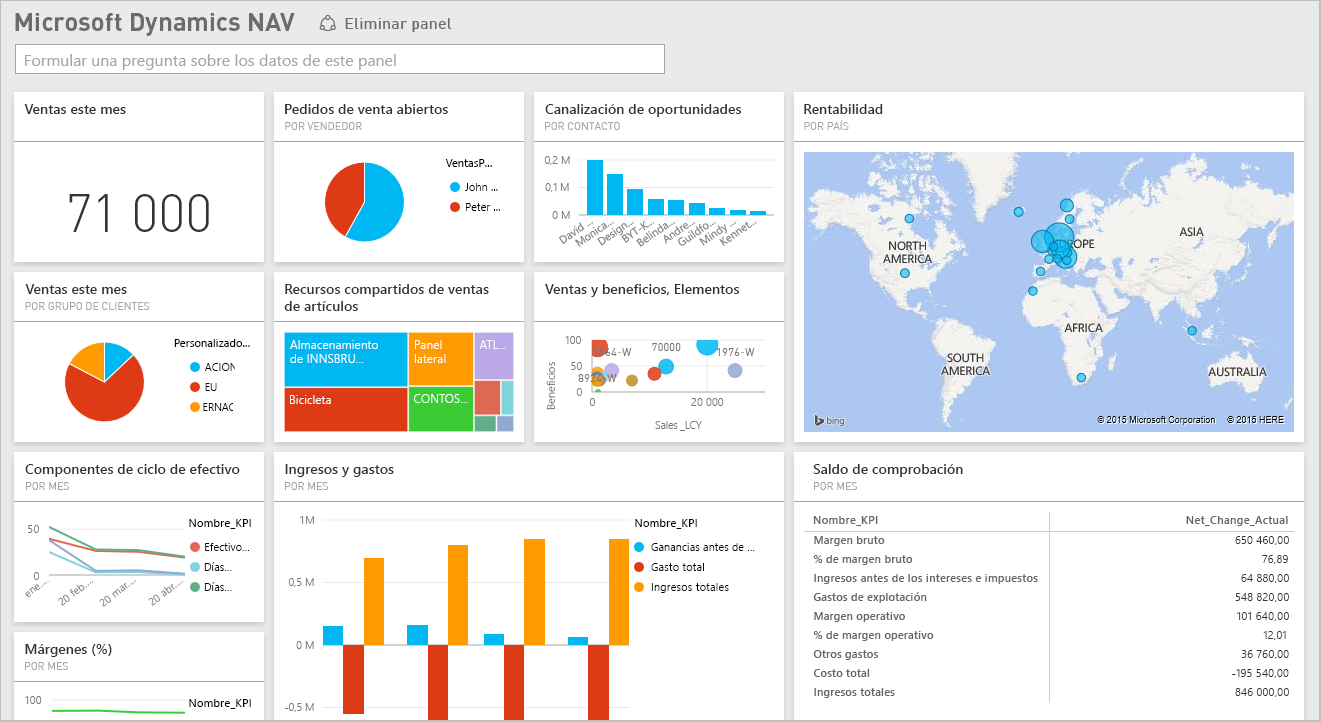 Microsoft Dynamics NAV
Eliminar panel
Formular una pregunta sobre los datos de este panel
Ventas este mes
71 000
Pedidos de venta abiertos
POR VENDEDOR
VentasP...
John ...
Peter ...
Canalización de oportunidades
POR CONTACTO
0,2 M
0,1 M
0 M
David ...
Monica...
Design...
BYT-K...
Belinda...
Andre...
Guildfo...
Mindy ...
Kennet...
Rentabilidad
POR PAÍS
NORTH
AMERICA
ROPE
ASIA
AFRICA
SOUTH
AMERICA
AUSTRALIA
bing
© 2015 Microsoft Corporation © 2015 HERE
Ventas este mes
POR GRUPO DE CLIENTES
Personalizado...
ACION
EU
ERNAC
Recursos compartidos de ventas
de artículos
Almacenamiento
de INNSBRU...
Panel
lateral
ATL...
Bicicleta
CONTOS...
Ventas y beneficios, Elementos
Beneficios
100
50
0
1964-W
70000
1976-W
8924-W
0
20 000
Sales _LCY
Componentes de ciclo de efectivo
POR MES
50
0
ene....
20 feb....
20 mar....
20 abr....
Nombre_KPI
Efectivo...
Días...
Días...
Ingresos y gastos
POR MES
1M
0,5 M
0 M
-0,5 M
Nombre_KPI
Ganancias antes de ...
Gasto total
Ingresos totales
Saldo de comprobación
POR MES
Nombre_KPI Net_Change_Actual
Margen bruto 650 460,00
% de margen bruto 76,89
Ingresos antes de los intereses e impuestos 64 880,00
Gastos de explotación 548 820,00
Margen operativo 101 640,00
% de margen operativo 12,01
Otros gastos 36 760,00
Costo total -195 540,00
Ingresos totales 846 000,00
Márgenes (%)
POR MES
100
Nombre_KPI